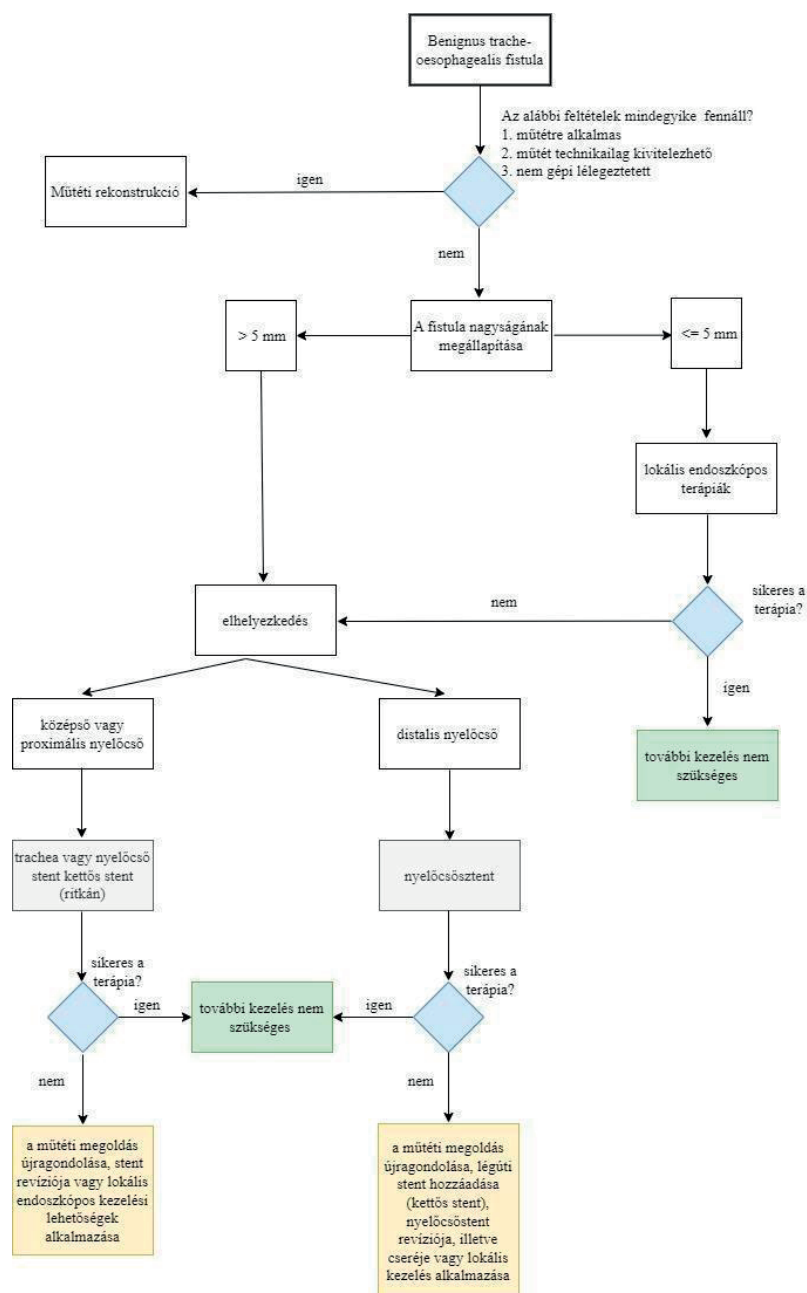 Benignus trache-
oesophagealis fistula
Az alábbi feltételek mindegyike fennáll?
1. műtétre alkalmas
2. műtét technikailag kivitelezhető
3. nem gépi lélegeztetett
igen
Műtéti rekonstrukció
nem
> 5 mm
A fistula nagyságának
megállapítása
<= 5 mm
lokális endoszkópos
terápiák
sikeres a
terápia?
nem
elhelyezkedés
igen
további kezelés nem
szükséges
középső vagy
proximális nyelőcső
distalis nyelőcső
trachea vagy nyelőcső
stent kettős stent
(ritkán)
nyelőcsősztent
sikeres a
terápia?
igen
további kezelés nem
szükséges
igen
sikeres a
terápia?
nem
nem
a műtéti megoldás
újragondolása, stent
revíziója vagy lokális
endoszkópos kezelési
lehetőségek
alkalmazása
a műtéti megoldás
újragondolása, légúti
stent hozzáadása
(kettős stent),
nyelőcsőstent
revíziója, illetve
cseréje vagy lokális
kezelés alkalmazása